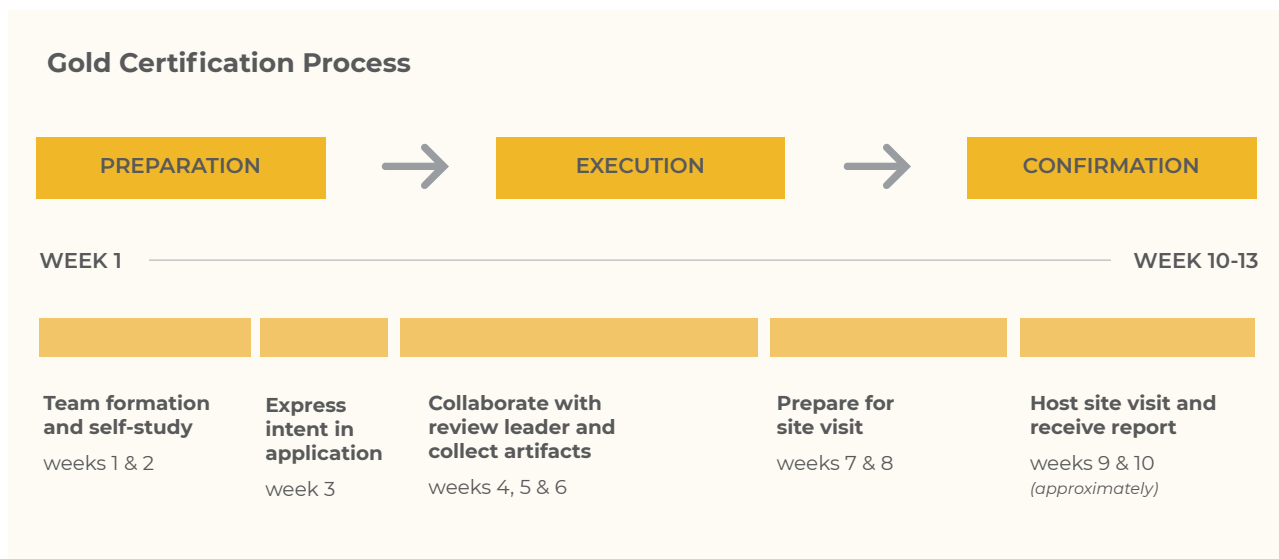 Gold Certification Process
PREPARATION
EXECUTION
CONFIRMATION
WEEK 1
WEEK 10-13
Team formation
and self-study
weeks 1 & 2
Express
intent in
application
week 3
Collaborate with
review leader and
collect artifacts
weeks 4, 5 & 6
Prepare for
site visit
weeks 7 & 8
Host site visit and
receive report
weeks 9 & 10
(approximately)